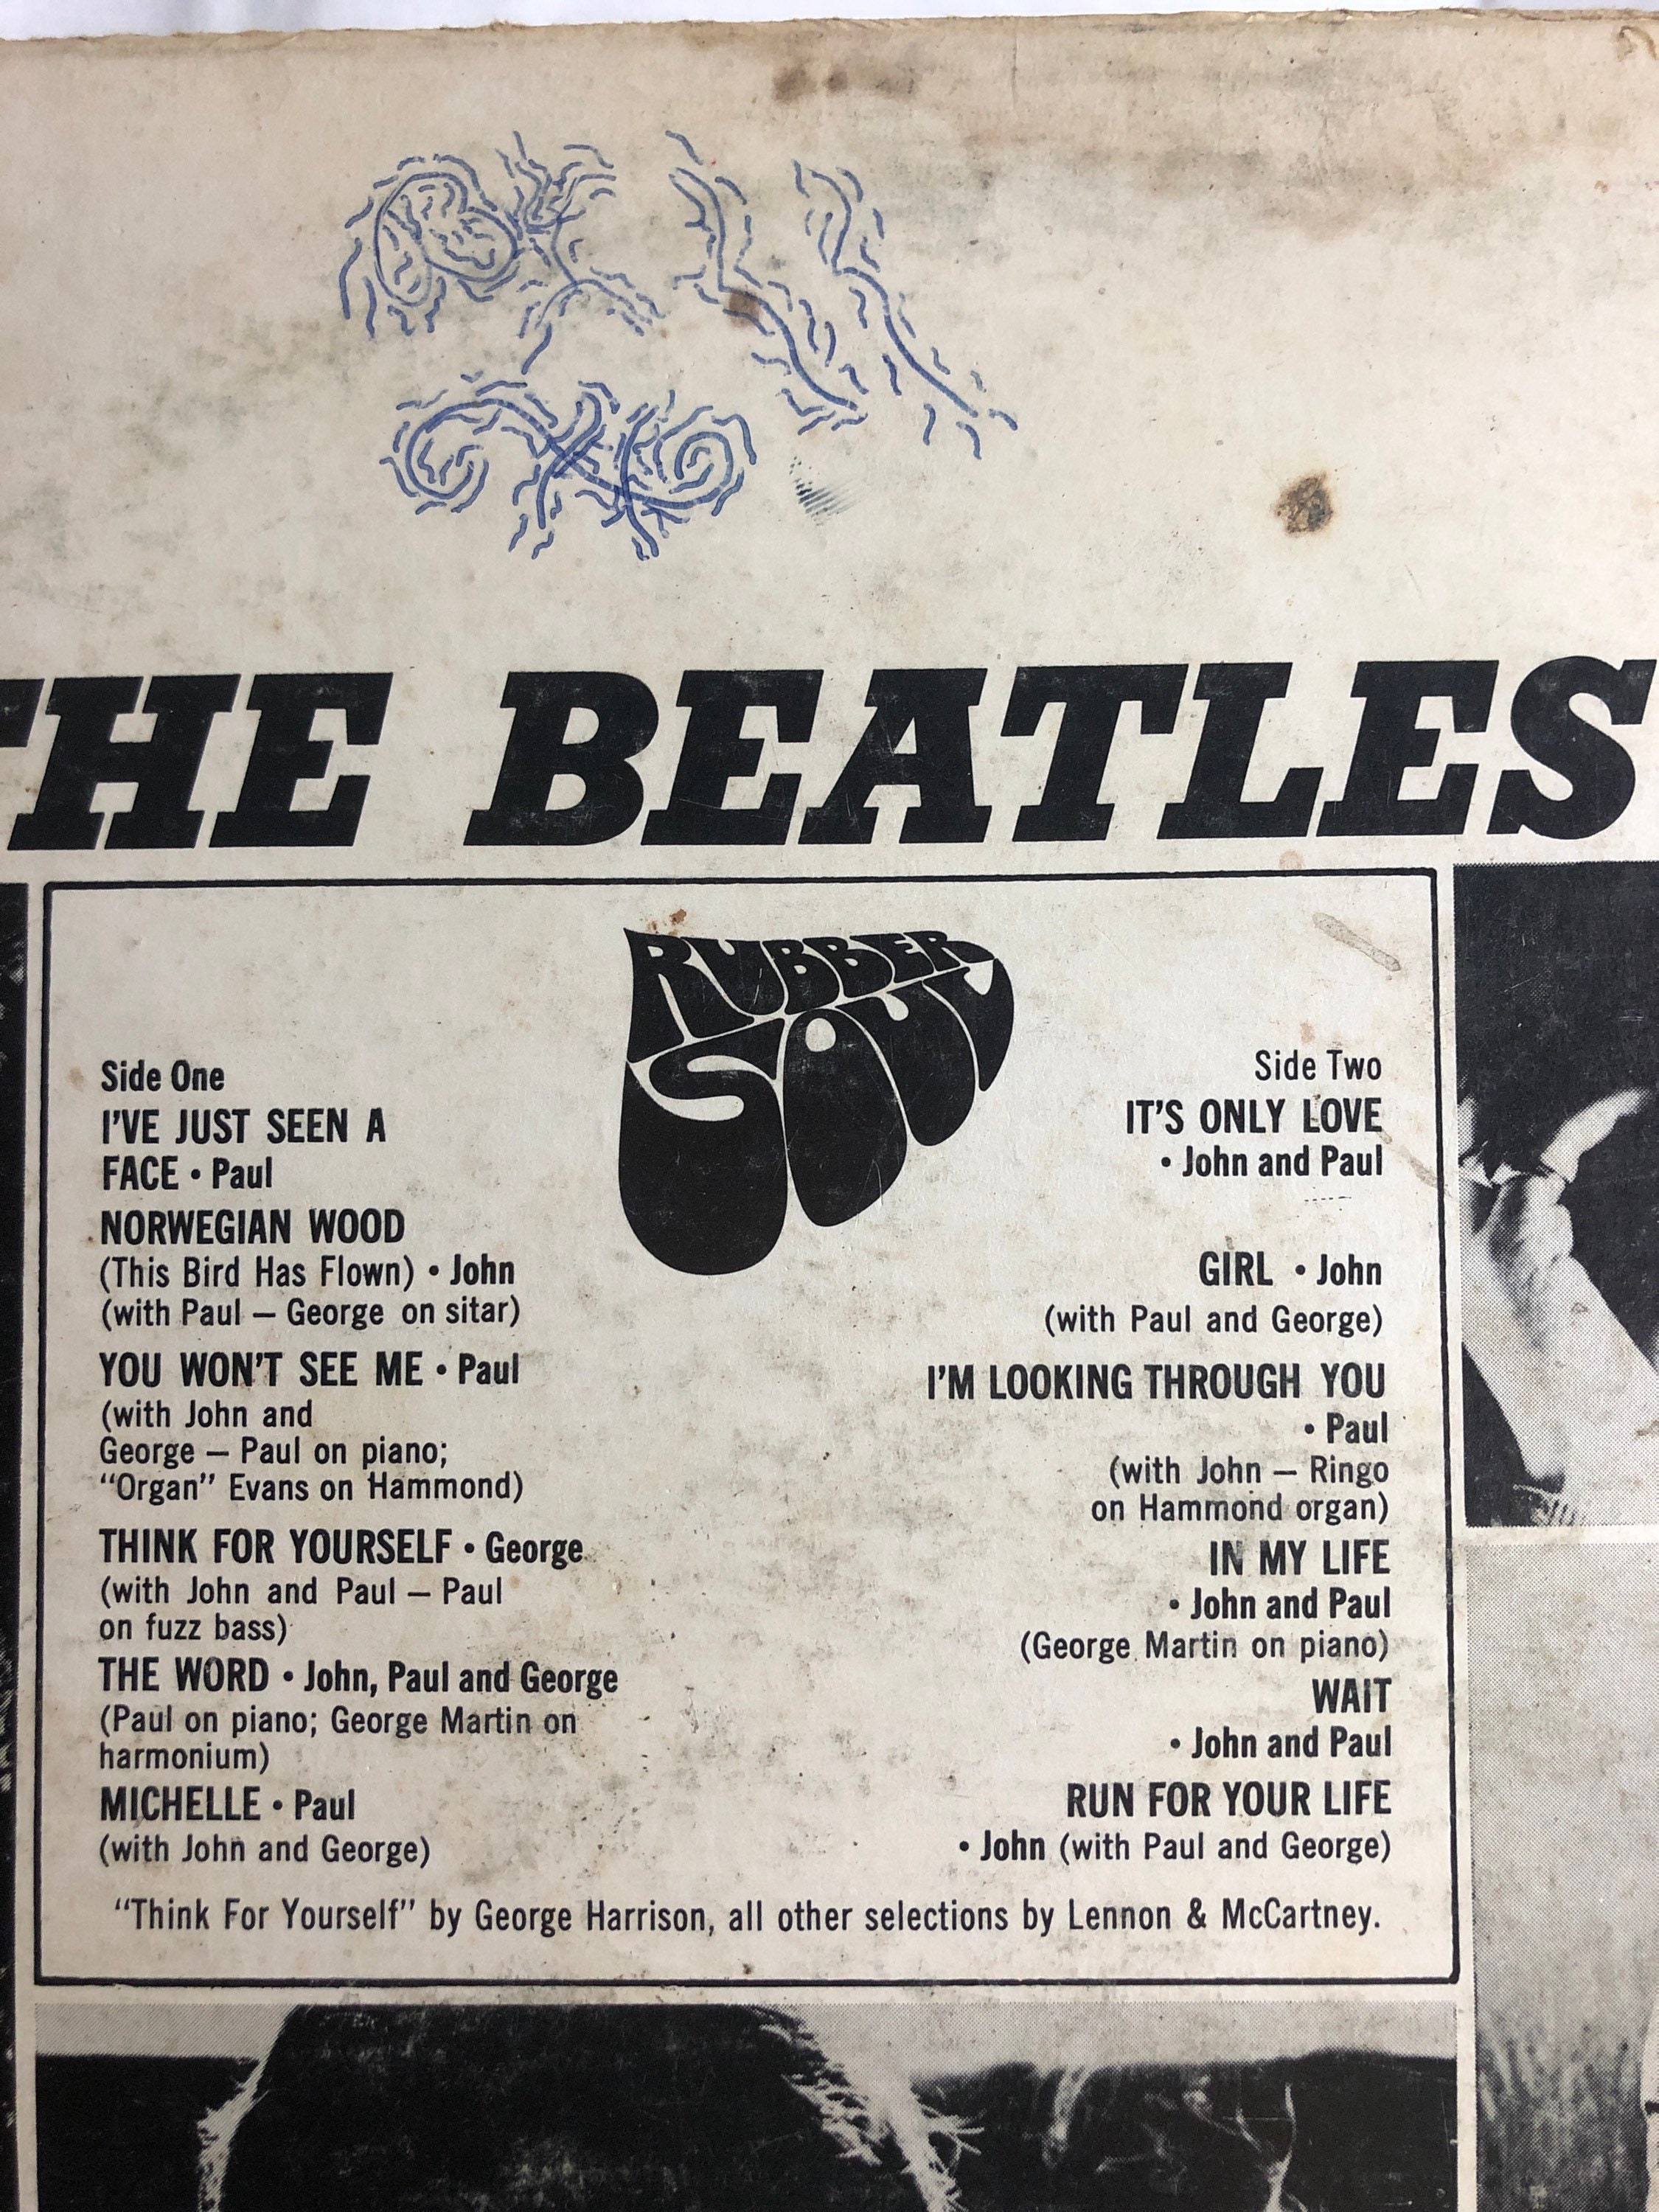 THE BEATLES
RUBBER
SOUL
Side One
I'VE JUST SEEN A
FACE • Paul
NORWEGIAN WOOD
(This Bird Has Flown) • John
(with Paul – George on sitar)
YOU WON'T SEE ME • Paul
(with John and
George – Paul on piano;
"Organ" Evans on Hammond)
THINK FOR YOURSELF • George
(with John and Paul – Paul
on fuzz bass)
THE WORD • John, Paul and George
(Paul on piano; George Martin on
harmonium)
MICHELLE • Paul
(with John and George)
Side Two
IT'S ONLY LOVE
• John and Paul
GIRL • John
(with Paul and George)
I'M LOOKING THROUGH YOU
• Paul
(with John – Ringo
on Hammond organ)
IN MY LIFE
• John and Paul
(George Martin on piano)
WAIT
• John and Paul
RUN FOR YOUR LIFE
• John (with Paul and George)
"Think For Yourself" by George Harrison, all other selections by Lennon & McCartney.